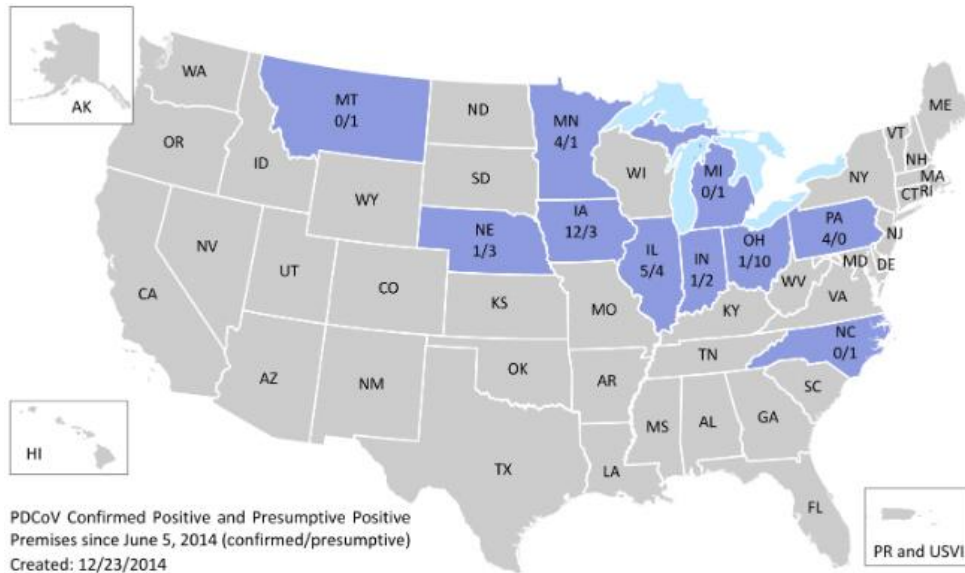 WA
MT
0/1
ND
MN
4/1
ME
AK
OR
ID
SD
WI
MI
0/1
VT
NH
NY
MA
CT
RI
WY
NE
1/3
IA
12/3
IL
5/4
IN
1/2
OH
1/10
PA
4/0
NJ
NV
UT
CO
KS
MO
KY
WV
MD
DE
VA
CA
AZ
NM
OK
AR
TN
NC
0/1
SC
MS
AL
GA
HI
TX
LA
FL
PR and USVI
PDCoV Confirmed Positive and Presumptive Positive
Premises since June 5, 2014 (confirmed/presumptive)
Created: 12/23/2014